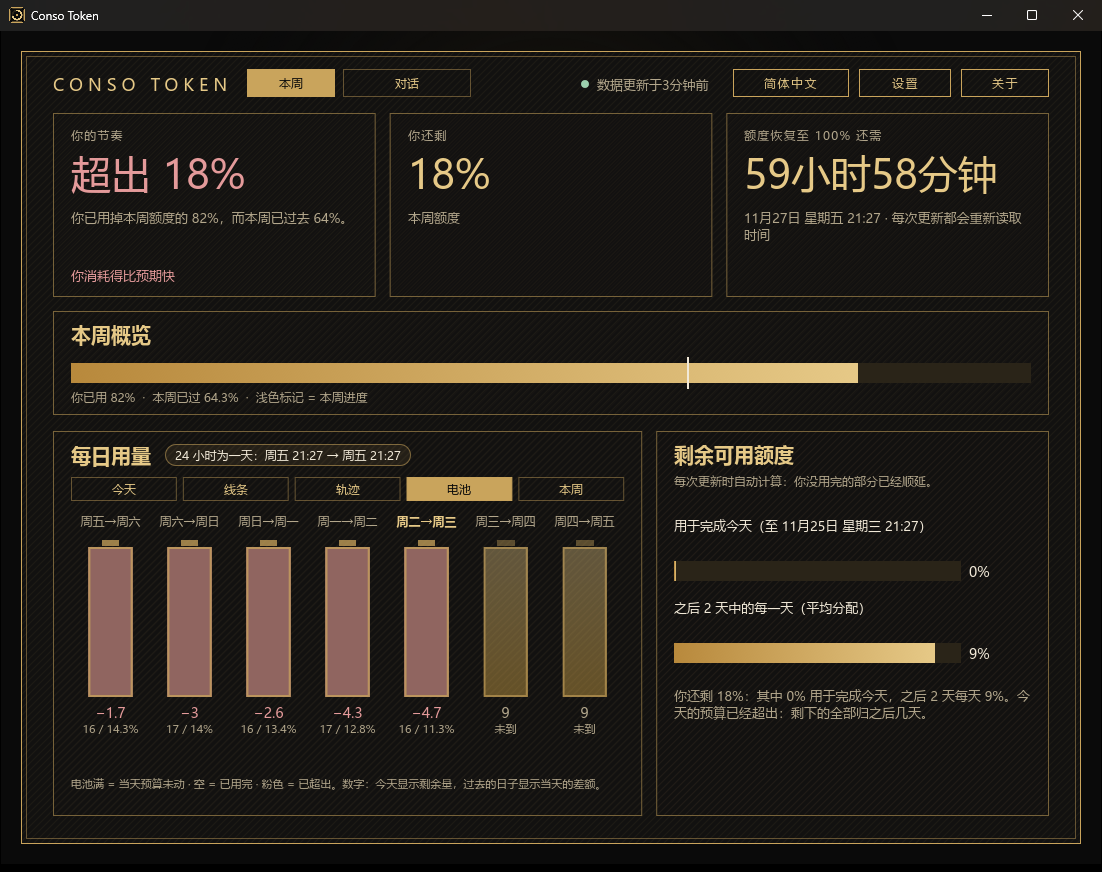 Conso Token
CONSO TOKEN
本周
对话
数据更新于3分钟前
简体中文
设置
关于
你的节奏
超出 18%
你已用掉本周额度的 82%，而本周已过去 64%。
你消耗得比预期快
你还剩
18%
本周额度
额度恢复至 100% 还需
59小时58分钟
11月27日 星期五 21:27 · 每次更新都会重新读取
时间
本周概览
你已用 82% · 本周已过 64.3% · 浅色标记 = 本周进度
每日用量
24 小时为一天：周五 21:27 → 周五 21:27
今天
线条
轨迹
电池
本周
周五→周六
周六→周日
周日→周一
周一→周二
周二→周三
周三→周四
周四→周五
−1.7
−3
−2.6
−4.3
−4.7
9
9
16 / 14.3%
17 / 14%
16 / 13.4%
17 / 12.8%
16 / 11.3%
未到
未到
电池满 = 当天预算未动 · 空 = 已用完 · 粉色 = 已超出。数字：今天显示剩余量，过去的日子显示当天的差额。
剩余可用额度
每次更新时自动计算：你没用完的部分已经顺延。
用于完成今天（至 11月25日 星期三 21:27）
0%
之后 2 天中的每一天（平均分配）
9%
你还剩 18%：其中 0% 用于完成今天，之后 2 天每天 9%。今
天的预算已经超出：剩下的全部归之后几天。